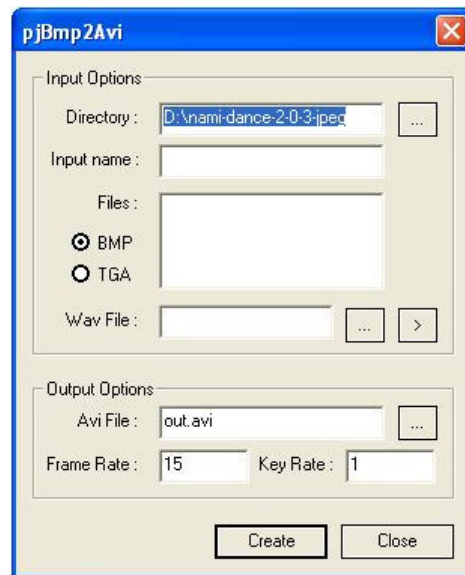 pjBmp2Avi
Input Options
Directory : D:\nami-dance-2-0-3-jpeg ...
Input name :
Files :
BMP
TGA
Wav File : ... >
Output Options
Avi File : out.avi ...
Frame Rate : 15 Key Rate : 1
Create Close